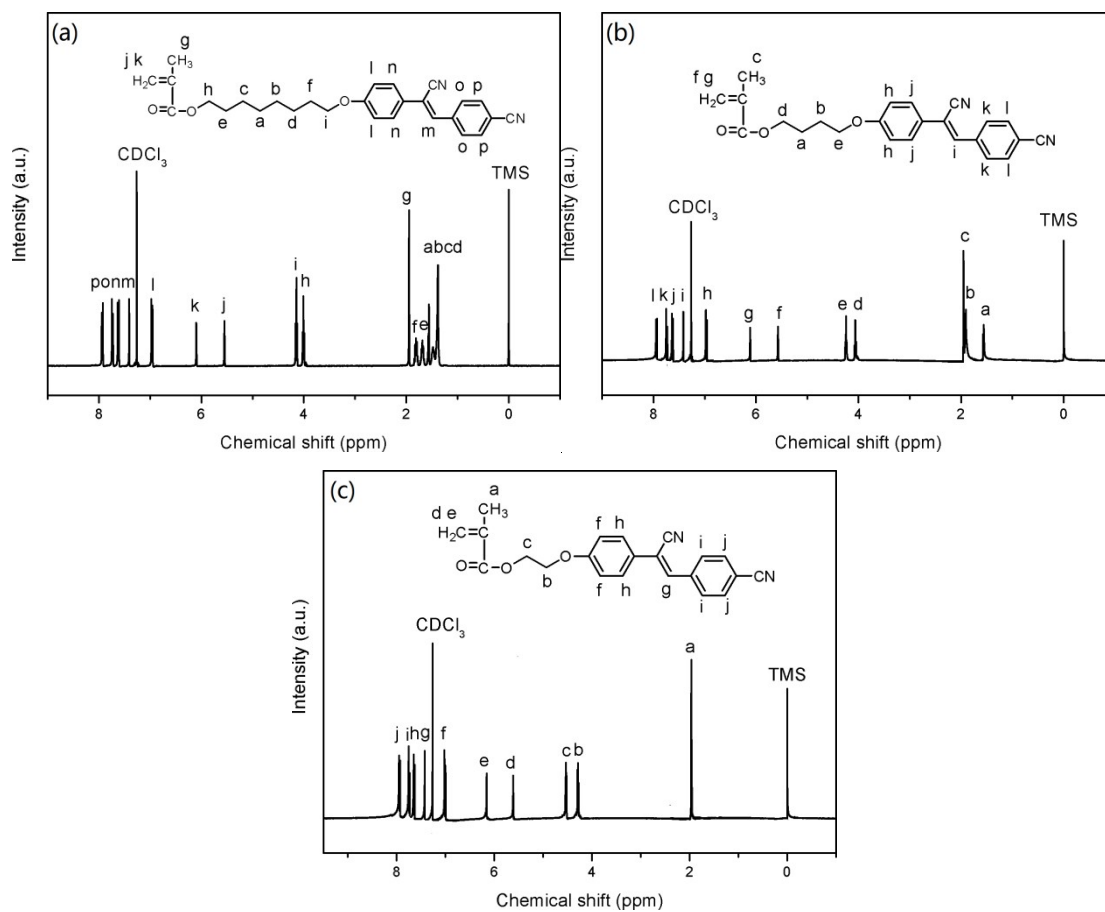 (a)
g
j k
CH₃
H₂C
h
c
b
f
O
l
n
CN
o
p
O
C
O
e
a
d
i
l
n
m
o
p
CN
CDCl₃
TMS
g
abcd
i
h
ponm
l
k
j
f
e
Intensity (a.u.)
8
6
4
2
0
Chemical shift (ppm)
(b)
c
f g
CH₃
H₂C
d
b
O
h
j
CN
k
l
O
C
O
a
e
h
j
i
k
l
CN
CDCl₃
TMS
c
b
a
l
k
j
i
h
g
f
e
d
Intensity (a.u.)
8
6
4
2
0
Chemical shift (ppm)
(c)
a
d e
CH₃
H₂C
c
O
f
h
CN
i
j
O
C
O
b
f
h
g
i
j
CN
CDCl₃
a
TMS
j
i
h
g
f
e
d
c
b
Intensity (a.u.)
8
6
4
2
0
Chemical shift (ppm)